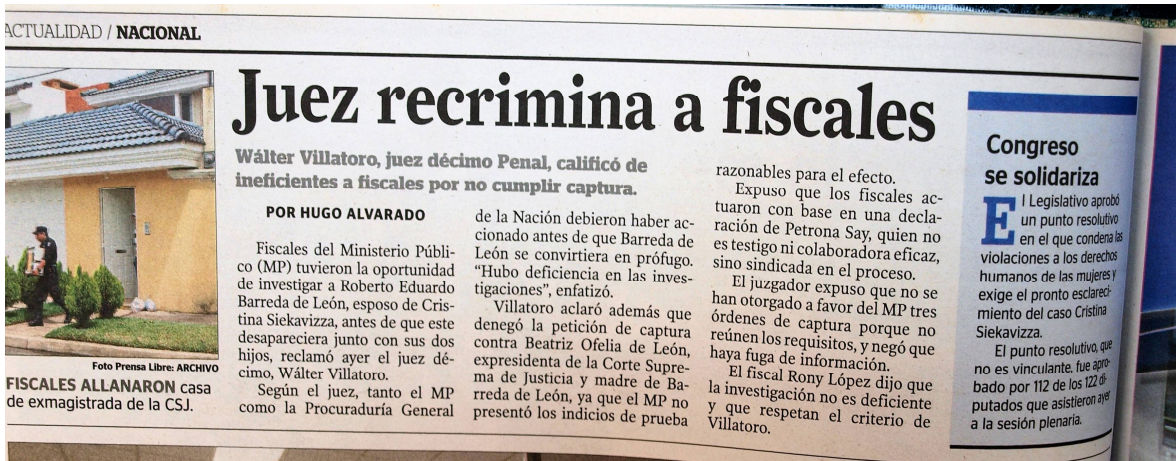 ACTUALIDAD / NACIONAL
Juez recrimina a fiscales
Wálter Villatoro, juez décimo Penal, calificó de
ineficientes a fiscales por no cumplir captura.
POR HUGO ALVARADO
Fiscales del Ministerio Públi-
co (MP) tuvieron la oportunidad
de investigar a Roberto Eduardo
Barreda de León, esposo de Cris-
tina Siekavizza, antes de que este
desapareciera junto con sus dos
hijos, reclamó ayer el juez dé-
cimo, Wálter Villatoro.
Según el juez, tanto el MP
como la Procuraduría General
de la Nación debieron haber ac-
cionado antes de que Barreda de
León se convirtiera en prófugo.
“Hubo deficiencia en las inves-
tigaciones”, enfatizó.
Villatoro aclaró además que
denegó la petición de captura
contra Beatriz Ofelia de León,
expresidenta de la Corte Supre-
ma de Justicia y madre de Ba-
rreda de León, ya que el MP no
presentó los indicios de prueba
razonables para el efecto.
Expuso que los fiscales ac-
tuaron con base en una decla-
ración de Petrona Say, quien no
es testigo ni colaboradora eficaz,
sino sindicada en el proceso.
El juzgador expuso que no se
han otorgado a favor del MP tres
órdenes de captura porque no
reúnen los requisitos, y negó que
haya fuga de información.
El fiscal Rony López dijo que
la investigación no es deficiente
y que respetan el criterio de
Villatoro.
Foto Prensa Libre: ARCHIVO
FISCALES ALLANARON casa
de exmagistrada de la CSJ.
Congreso
se solidariza
El Legislativo aprobó
un punto resolutivo
en el que condena las
violaciones a los derechos
humanos de las mujeres y
exige el pronto esclareci-
miento del caso Cristina
Siekavizza.
El punto resolutivo, que
no es vinculante, fue apro-
bado por 112 de los 122 di-
putados que asistieron ayer
a la sesión plenaria.